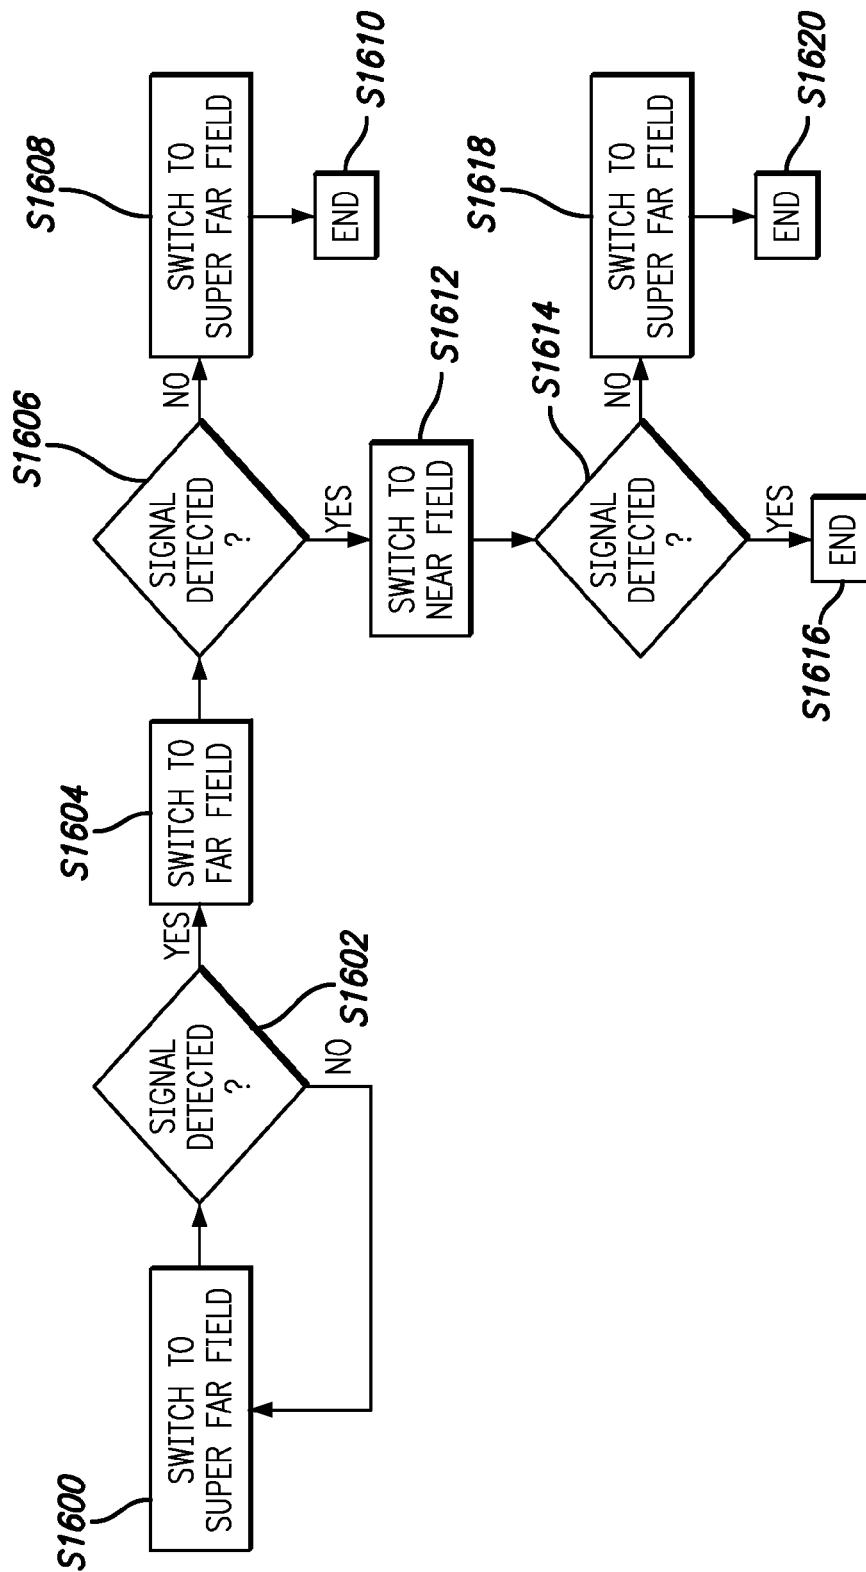 S1600
SWITCH TO
SUPER FAR FIELD
SIGNAL
DETECTED
?
S1602
NO
YES
S1604
SWITCH TO
FAR FIELD
S1606
SIGNAL
DETECTED
?
NO
S1608
SWITCH TO
SUPER FAR FIELD
S1610
END
YES
S1612
SWITCH TO
NEAR FIELD
S1614
SIGNAL
DETECTED
?
NO
S1618
SWITCH TO
SUPER FAR FIELD
S1620
END
YES
S1616
END